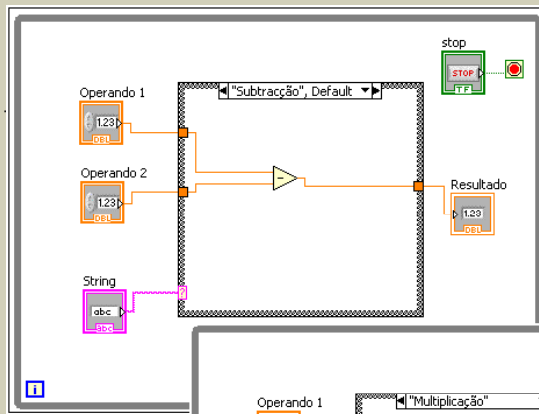 stop
STOP
TF
"Subtracção", Default
Operando 1
1.23
DBL
Operando 2
1.23
DBL
Resultado
1.23
DBL
String
abc
abc
?
i
Operando 1
"Multiplicação"